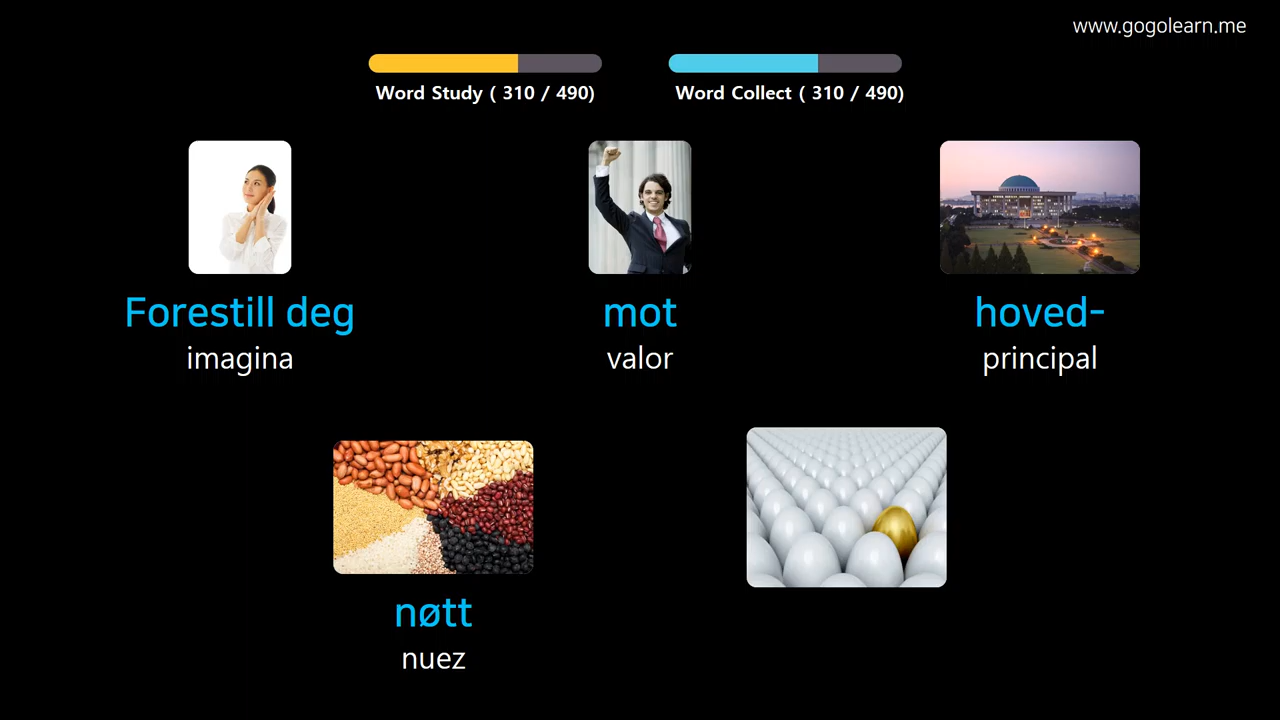 www.gogolearn.me
Word Study ( 310 / 490)
Word Collect ( 310 / 490)
Forestill deg
imagina
mot
valor
hoved-
principal
nøtt
nuez